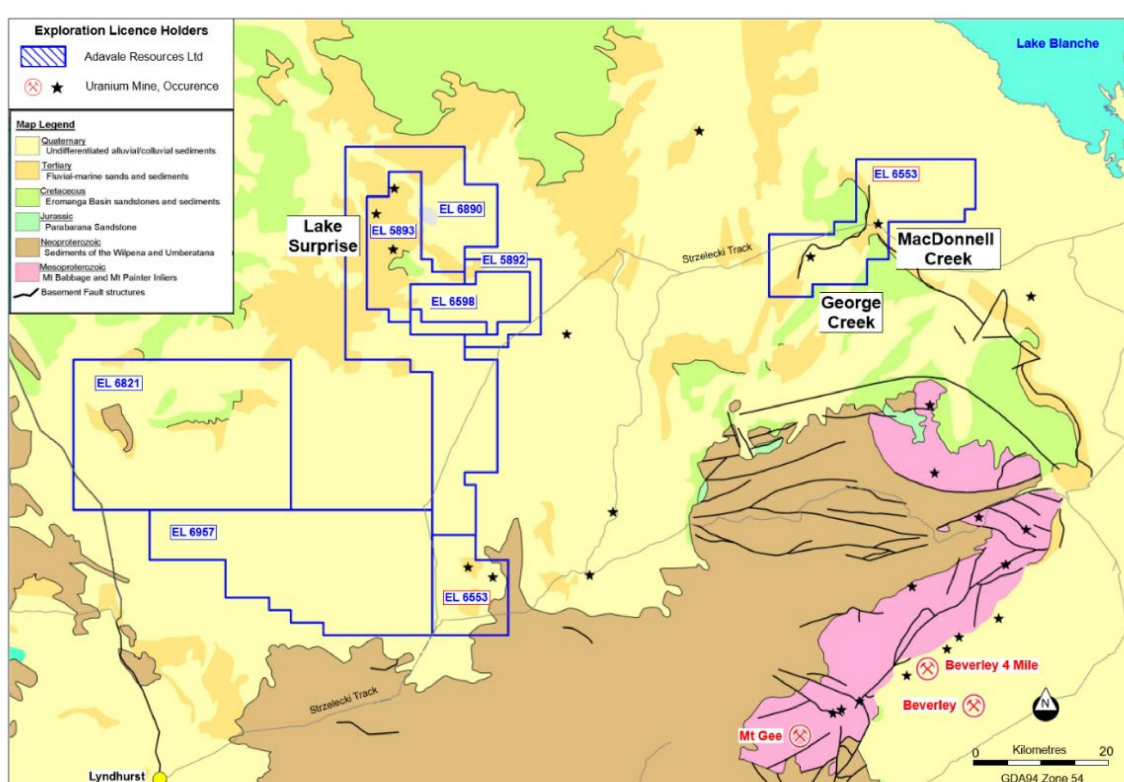 Exploration Licence Holders
Adavale Resources Ltd
Uranium Mine, Occurence
Map Legend
Quaternary
Undifferentiated alluvial/colluvial sediments
Tertiary
Fluvial-marine sands and sediments
Cretaceous
Eromanga Basin sandstones and sediments
Jurassic
Parabarana Sandstone
Neoproterozoic
Sediments of the Wilpena and Umberatana
Mesoproterozoic
Mt Babbage and Mt Painter Inliers
Basement Fault structures
Lake Blanche
EL 6553
EL 6890
Lake
Surprise
EL 5893
MacDonnell
Creek
Strzelecki Track
EL 5892
EL 6598
George
Creek
EL 6821
EL 6957
EL 6553
Beverley 4 Mile
Strzelecki Track
Beverley
Mt Gee
N
0 Kilometres 20
GDA94 Zone 54
Lyndhurst